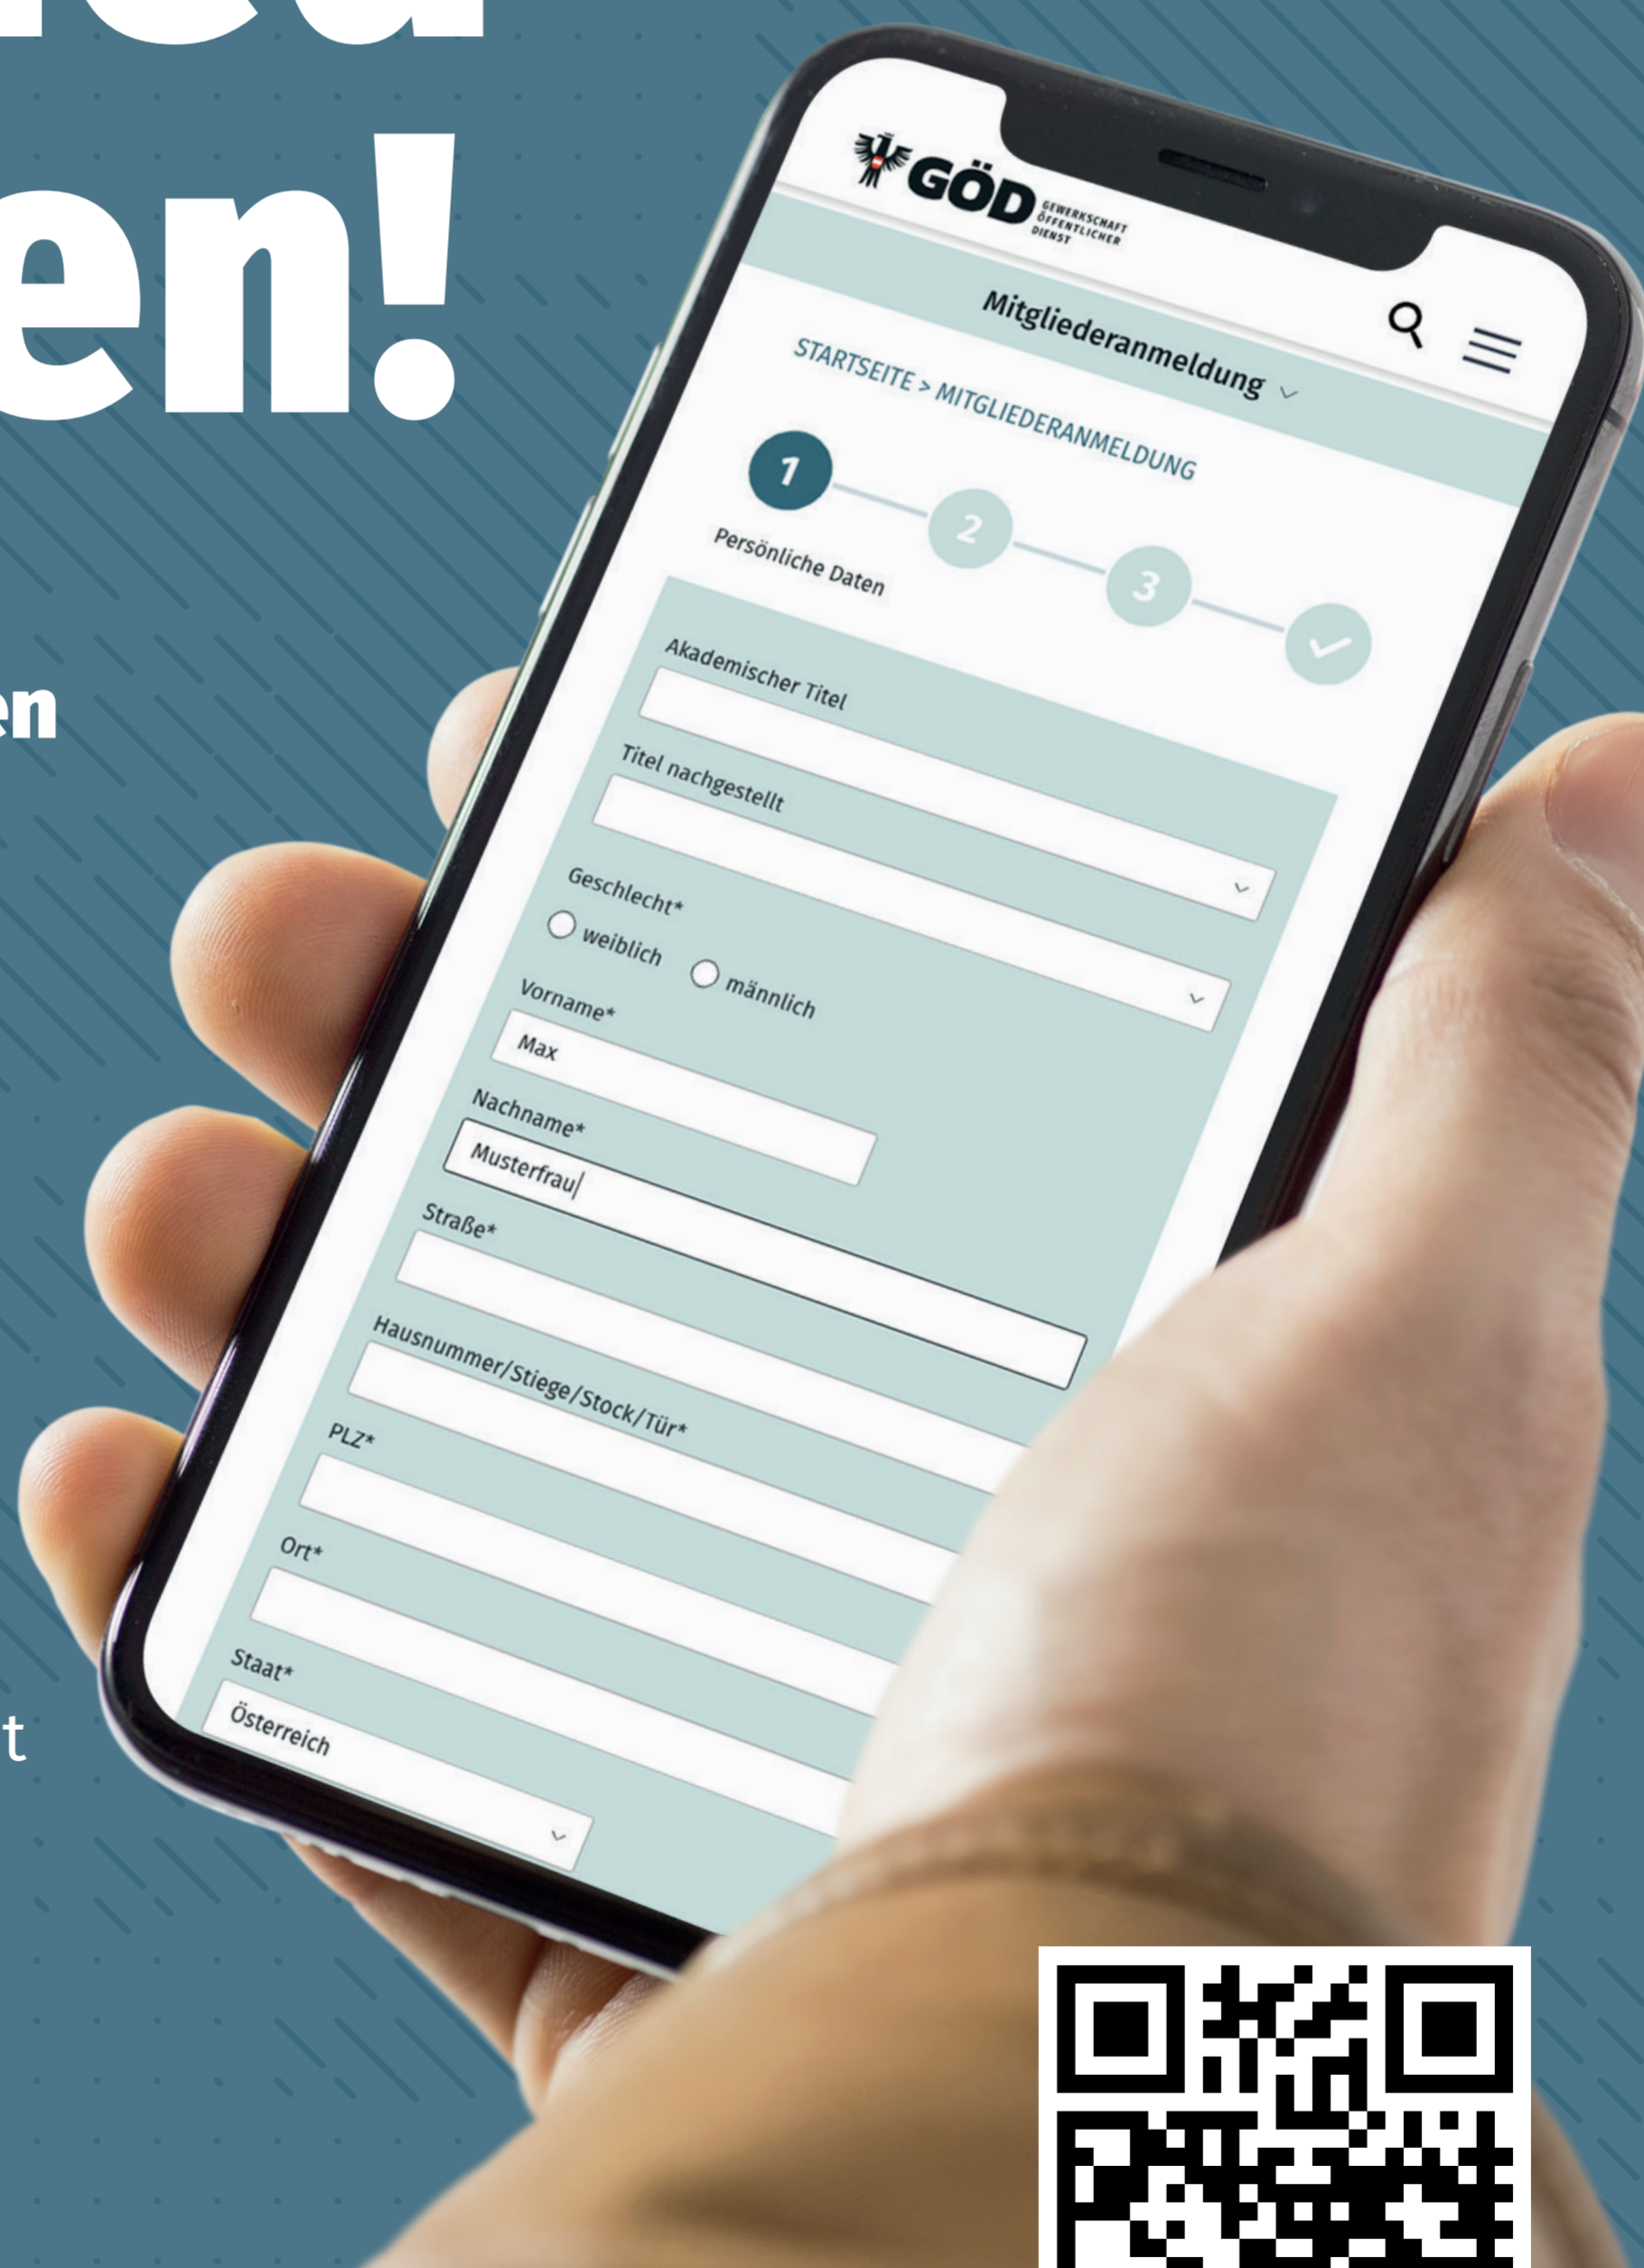 en!
en
t
GÖD
GEWERKSCHAFT
ÖFFENTLICHER
DIENST
Mitgliederanmeldung
STARTSEITE > MITGLIEDERANMELDUNG
1
2
3
Persönliche Daten
Akademischer Titel
Titel nachgestellt
Geschlecht*
weiblich
männlich
Vorname*
Max
Nachname*
Musterfrau
Straße*
Hausnummer/Stiege/Stock/Tür*
PLZ*
Ort*
Staat*
Österreich